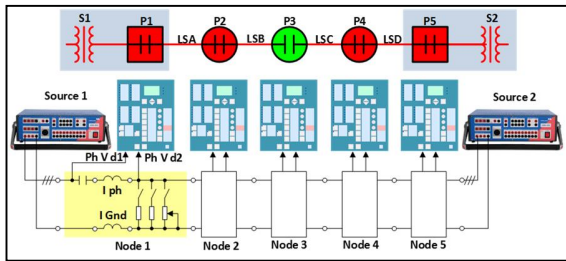 S1 P1 P2 P3 P4 P5 S2
LSA LSB LSC LSD
Source 1 Source 2
Ph V d1 Ph V d2
I ph
I Gnd
Node 1 Node 2 Node 3 Node 4 Node 5